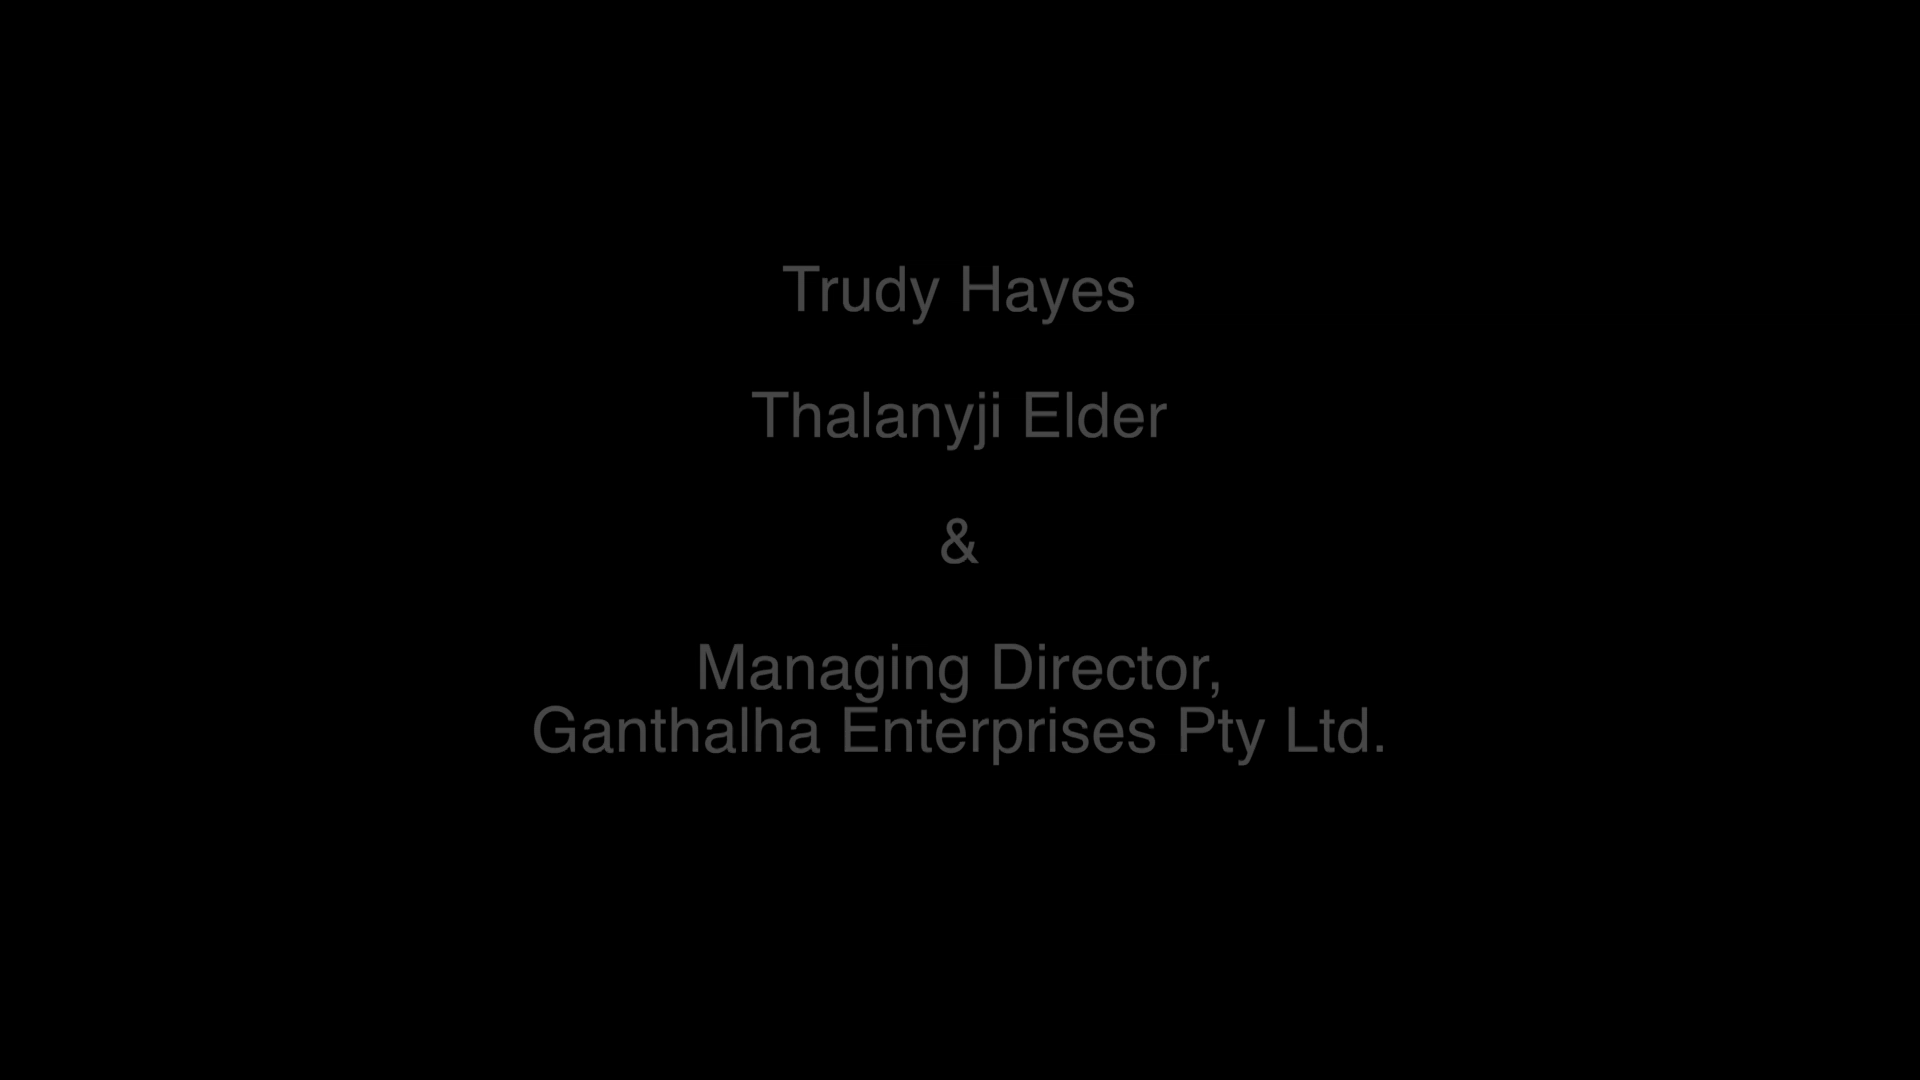 Trudy Hayes
Thalanyji Elder
&
Managing Director,
Ganthalha Enterprises Pty Ltd.